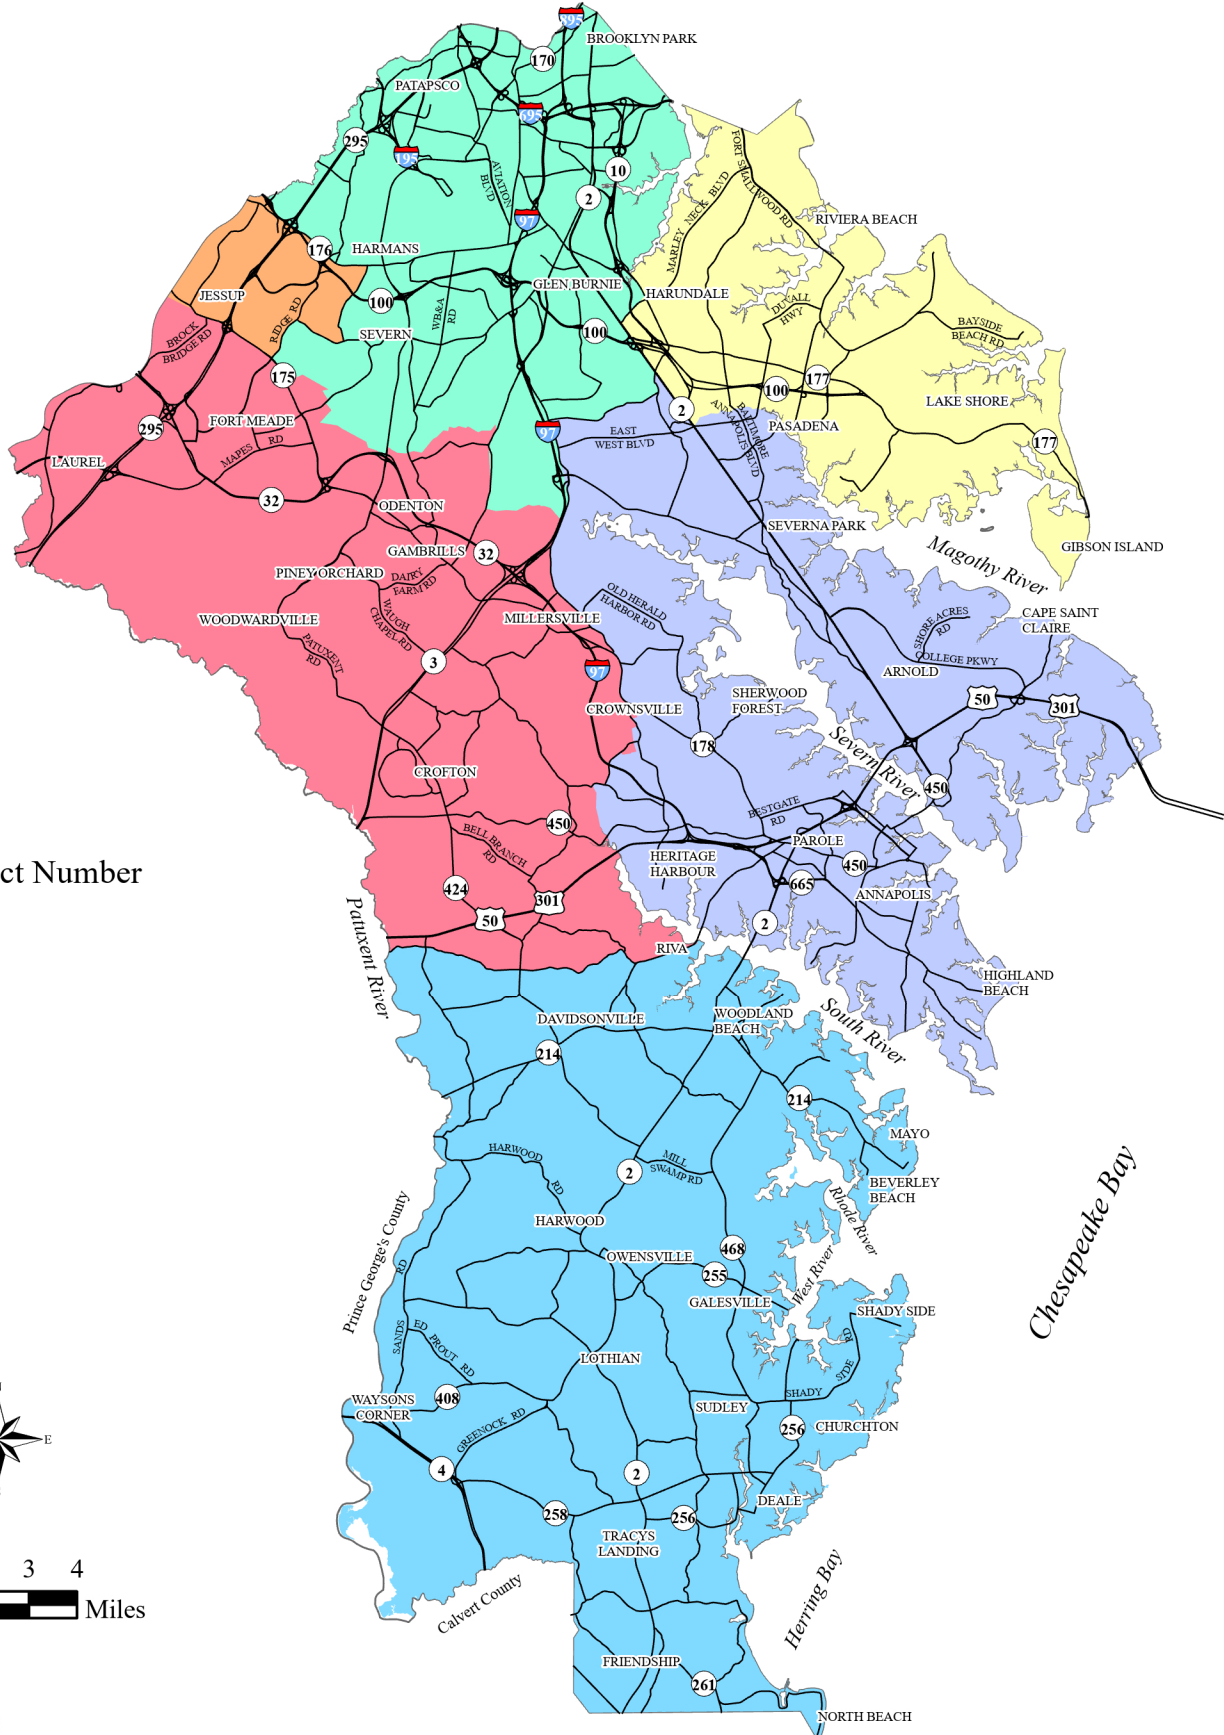 895
BROOKLYN PARK
170
PATAPSCO
695
295
195
AVIATION
BLVD
10
2
FORT SMALLWOOD RD
MARLEY NECK BLVD
97
RIVIERA BEACH
176
HARMANS
GLEN BURNIE
JESSUP
100
HARUNDALE
DUVALL
HWY
RIDGE RD
WB&A
RD
SEVERN
100
BROCK
BRIDGE RD
BAYSIDE
BEACH RD
175
177
100
LAKE SHORE
2
ANNAPOLIS BLVD
BALTIMORE
PASADENA
FORT MEADE
295
97
EAST
WEST BLVD
177
MAPES
RD
LAUREL
32
ODENTON
SEVERNA PARK
Magothy River
GIBSON ISLAND
GAMBRILLS
32
PINEY ORCHARD
DAIRY
FARM RD
OLD HERALD
HARBOR RD
WOODWARDVILLE
WAUGH
CHAPEL RD
MILLERSVILLE
SHORE ACRES
RD
CAPE SAINT
CLAIRE
PATUXENT
RD
3
97
COLLEGE PKWY
ARNOLD
SHERWOOD
FOREST
50
301
CROWNSVILLE
178
Severn River
CROFTON
450
BESTGATE
RD
450
BELL BRANCH
RD
PAROLE
HERITAGE
HARBOUR
450
ct Number
424
301
665
ANNAPOLIS
50
2
Patuxent River
RIVA
HIGHLAND
BEACH
DAVIDSONVILLE
WOODLAND
BEACH
South River
214
214
MAYO
HARWOOD
RD
MILL
SWAMP RD
2
BEVERLEY
BEACH
Chesapeake Bay
Prince George's County
HARWOOD
Rhode River
468
OWENSVILLE
255
West River
GALESVILLE
SHADY SIDE
SANDS
RD
ED PROUT RD
LOTHIAN
SHADY
SIDE
RD
408
WAYSONS
CORNER
SUDLEY
GREENOCK RD
256
CHURCHTON
E
4
2
DEALE
258
256
TRACYS
LANDING
3 4
Miles
Calvert County
Herring Bay
FRIENDSHIP
261
NORTH BEACH